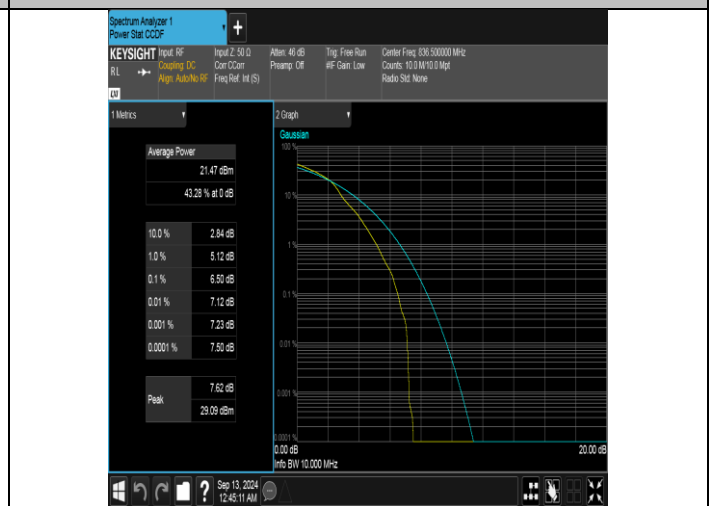 Spectrum Analyzer 1
Power Stat CCDF
+
KEYSIGHT Input: RF Input Z: 50 Ω Atten: 46 dB Trig: Free Run Center Freq: 836.500000 MHz
RL Coupling: DC Corr CCorr Preamp: Off #IF Gain: Low Counts: 10.0 M/10.0 Mpt
Align: Auto/No RF Freq Ref: Int (S) Radio Std: None
LXI
1 Metrics
2 Graph
Average Power
21.47 dBm
43.28 % at 0 dB
10.0 % 2.84 dB
1.0 % 5.12 dB
0.1 % 6.50 dB
0.01 % 7.12 dB
0.001 % 7.23 dB
0.0001 % 7.50 dB
Peak 7.62 dB
29.09 dBm
Gaussian
100 %
10 %
1 %
0.1 %
0.01 %
0.001 %
0.0001 %
0.00 dB 20.00 dB
Info BW 10.000 MHz
? Sep 13, 2024
12:45:11 AM